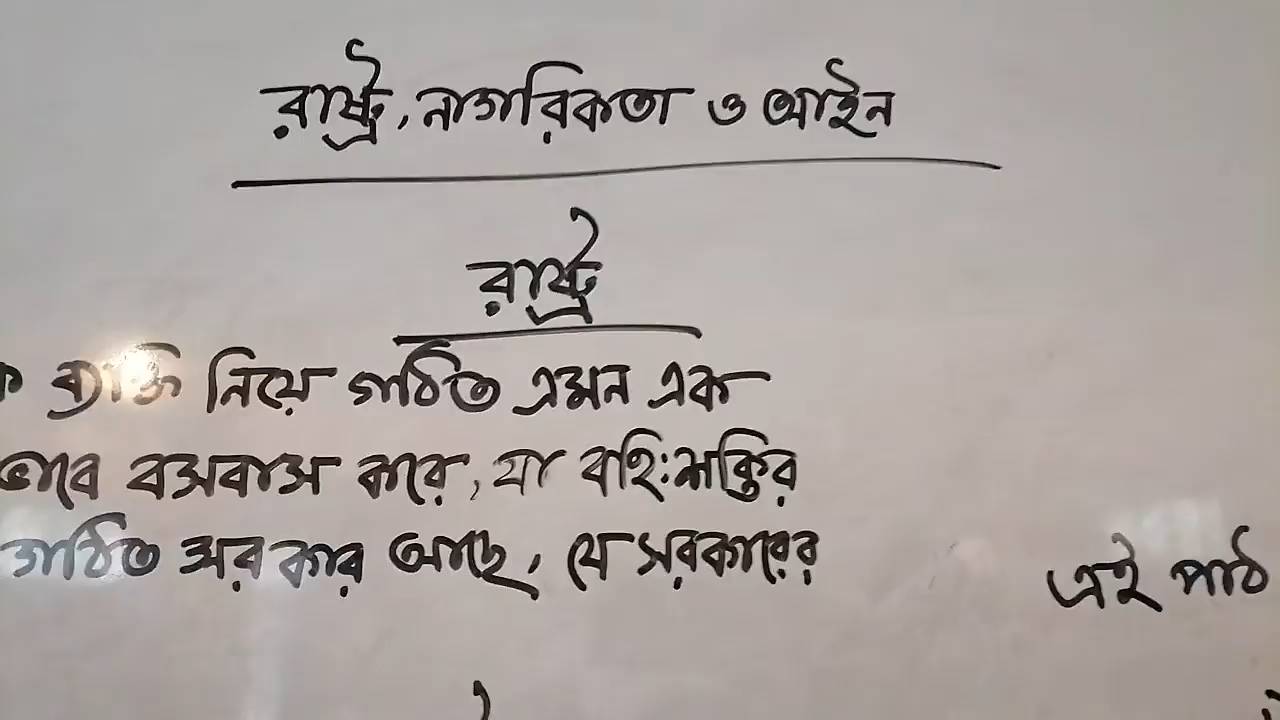 রাষ্ট্র, নাগরিকতা ও আইন
রাষ্ট্র
ব্যক্তি নিয়ে গঠিত এমন এক
ভাবে বসবাস করে, যা বহিঃশক্তির
গঠিত সরকার আছে, যে সরকারের
এই পাঠ